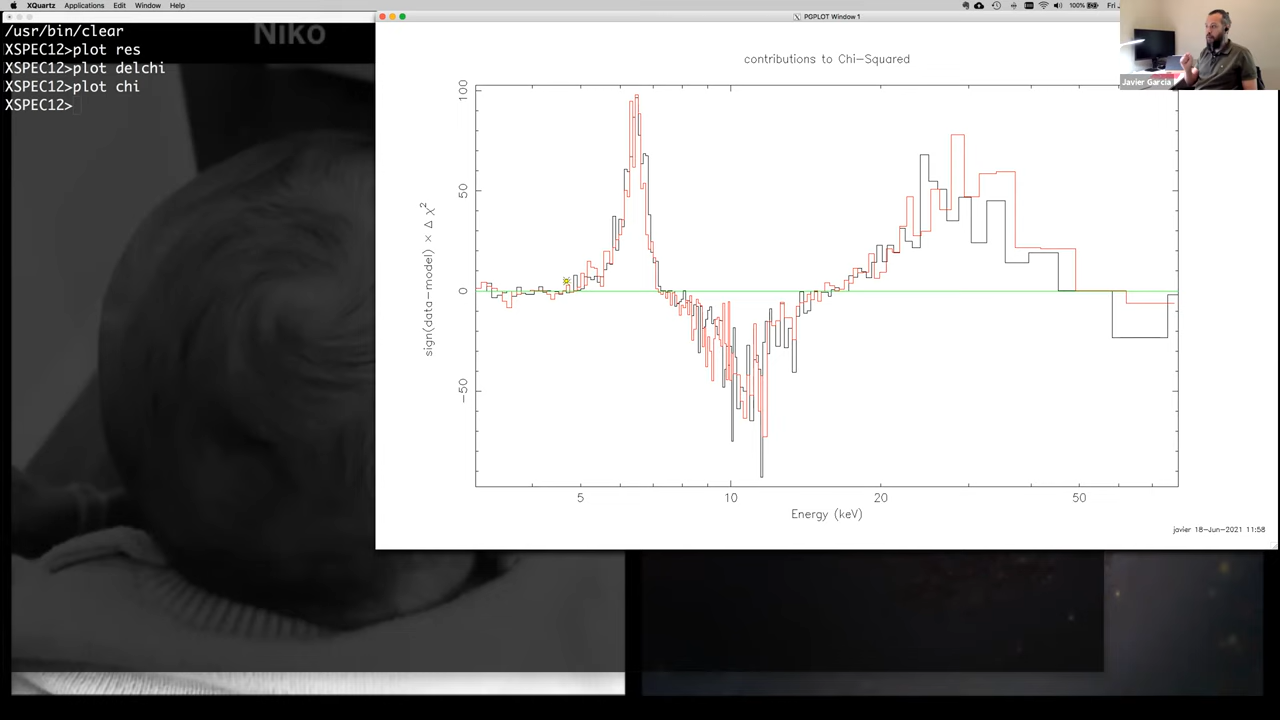 XQuartz Applications Edit Window Help
100% Fri
/usr/bin/clear
XSPEC12>plot res
XSPEC12>plot delchi
XSPEC12>plot chi
XSPEC12>
Niko
PGPLOT Window 1
Javier Garcia
contributions to Chi-Squared
sign(data-model) × Δ χ²
100
50
0
-50
5 10 20 50
Energy (keV)
javier 18-Jun-2021 11:58